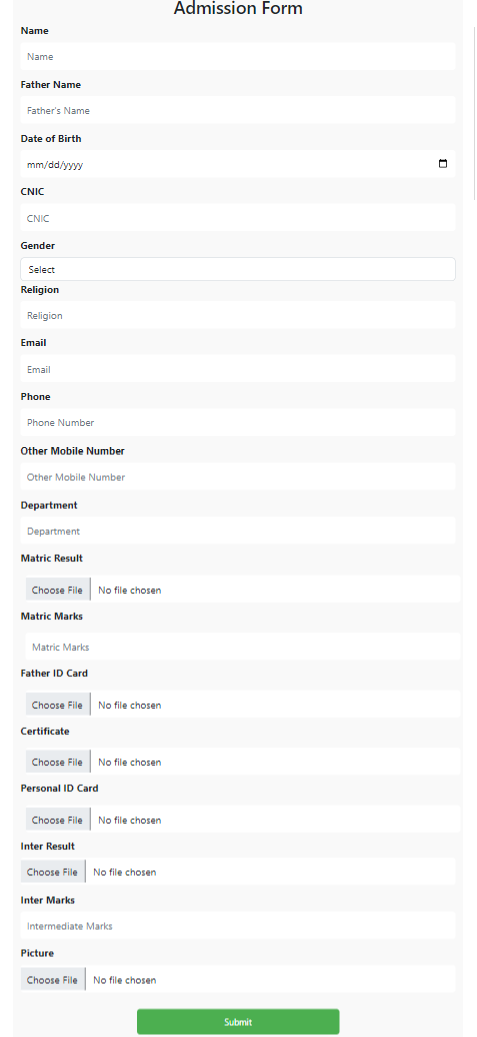 Admission Form
Name
Name
Father Name
Father's Name
Date of Birth
mm/dd/yyyy
CNIC
CNIC
Gender
Select
Religion
Religion
Email
Email
Phone
Phone Number
Other Mobile Number
Other Mobile Number
Department
Department
Matric Result
Choose File No file chosen
Matric Marks
Matric Marks
Father ID Card
Choose File No file chosen
Certificate
Choose File No file chosen
Personal ID Card
Choose File No file chosen
Inter Result
Choose File No file chosen
Inter Marks
Intermediate Marks
Picture
Choose File No file chosen
Submit